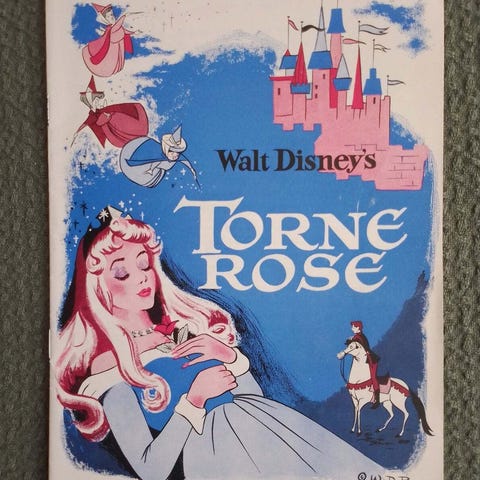 Walt Disney's
TORNE
ROSE
© W.D.P.